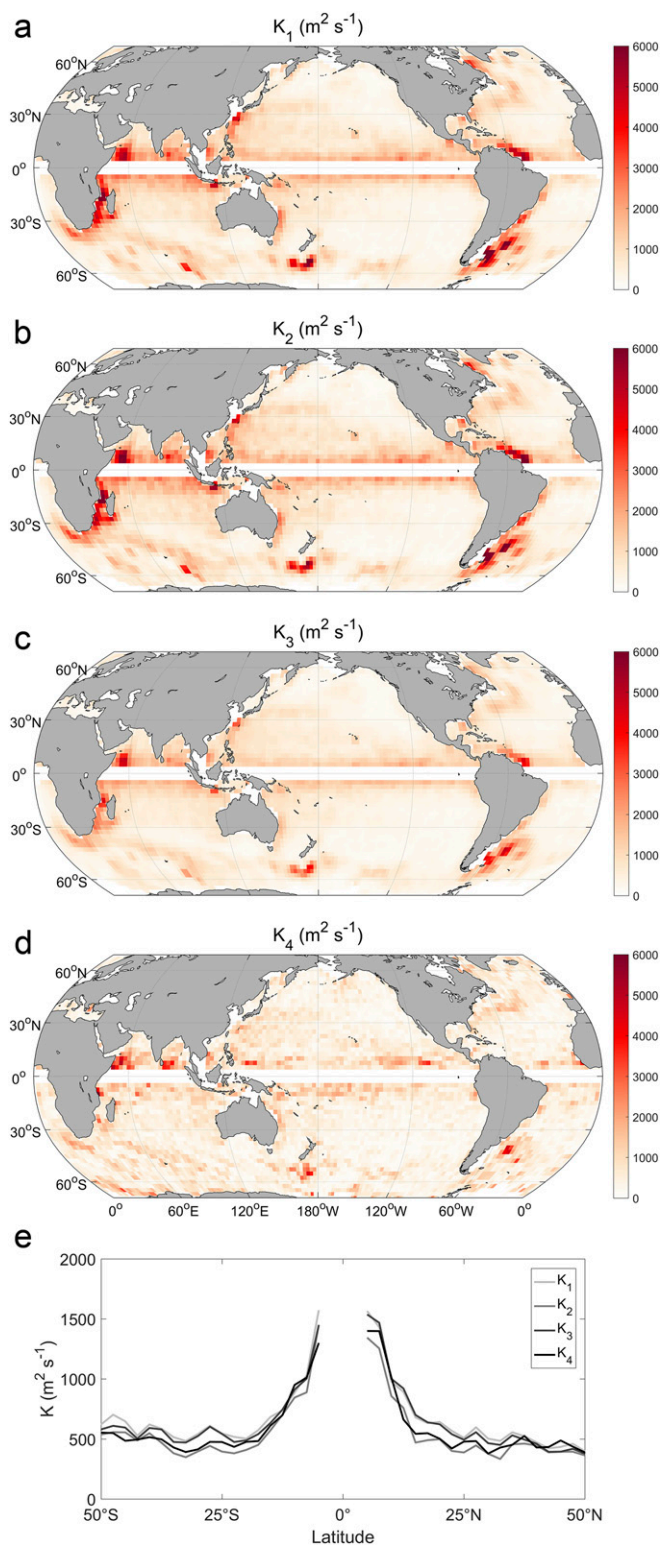 a
K₁ (m² s⁻¹)
60°N
30°N
0°
30°S
60°S
6000
5000
4000
3000
2000
1000
0
b
K₂ (m² s⁻¹)
60°N
30°N
0°
30°S
60°S
6000
5000
4000
3000
2000
1000
0
c
K₃ (m² s⁻¹)
60°N
30°N
0°
30°S
60°S
6000
5000
4000
3000
2000
1000
0
d
K₄ (m² s⁻¹)
60°N
30°N
0°
30°S
60°S
0° 60°E 120°E 180°W 120°W 60°W 0°
6000
5000
4000
3000
2000
1000
0
e
2000
1500
1000
500
0
K (m² s⁻¹)
K₁
K₂
K₃
K₄
50°S 25°S 0° 25°N 50°N
Latitude